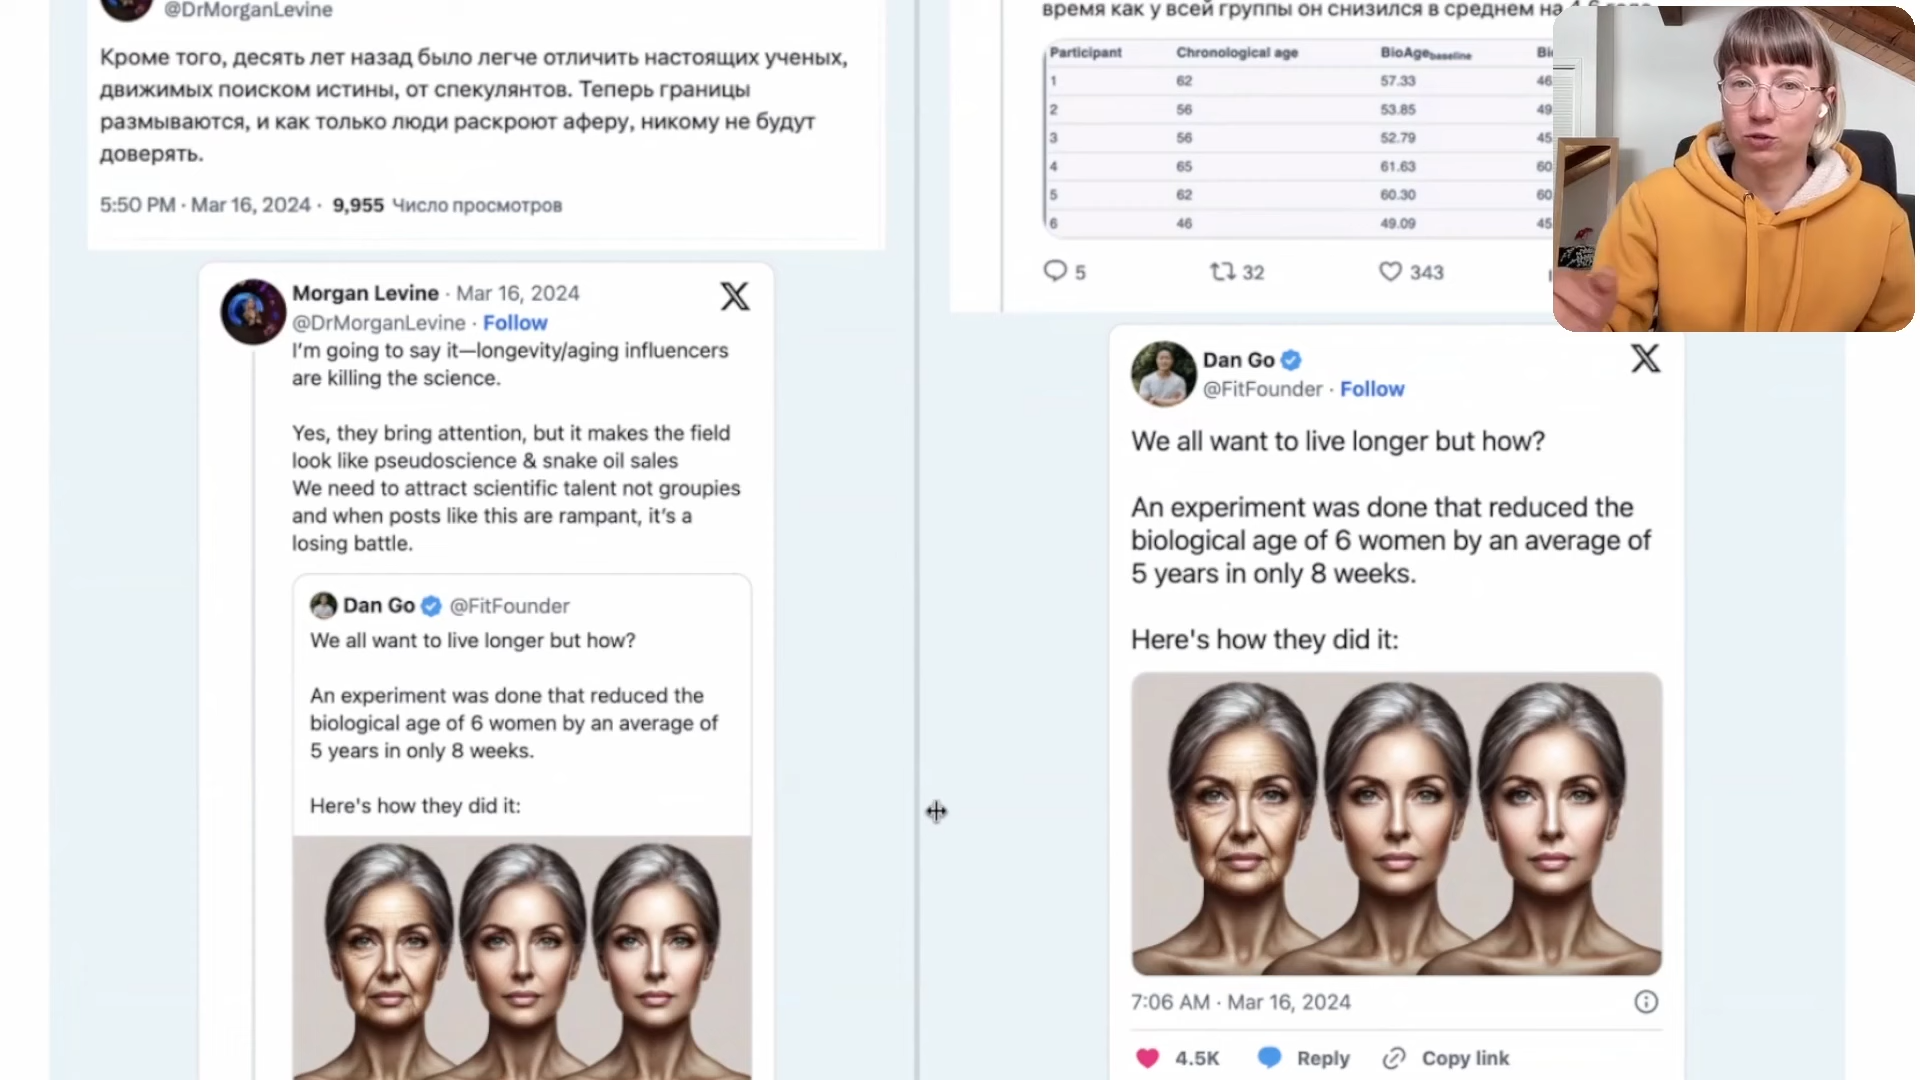 @DrMorganLevine
Кроме того, десять лет назад было легче отличить настоящих ученых,
движимых поиском истины, от спекулянтов. Теперь границы
размываются, и как только люди раскроют аферу, никому не будут
доверять.
5:50 PM · Mar 16, 2024 · 9,955 Число просмотров
Morgan Levine · Mar 16, 2024
@DrMorganLevine · Follow
I'm going to say it—longevity/aging influencers
are killing the science.
Yes, they bring attention, but it makes the field
look like pseudoscience & snake oil sales
We need to attract scientific talent not groupies
and when posts like this are rampant, it's a
losing battle.
Dan Go @FitFounder
We all want to live longer but how?
An experiment was done that reduced the
biological age of 6 women by an average of
5 years in only 8 weeks.
Here's how they did it:
время как у всей группы он снизился в среднем на
Participant Chronological age BioAgebaseline
1 62 57.33 46
2 56 53.85 49
3 56 52.79 45
4 65 61.63 60
5 62 60.30 60
6 46 49.09 45
5 32 343
Dan Go
@FitFounder · Follow
We all want to live longer but how?
An experiment was done that reduced the
biological age of 6 women by an average of
5 years in only 8 weeks.
Here's how they did it:
7:06 AM · Mar 16, 2024
4.5K Reply Copy link